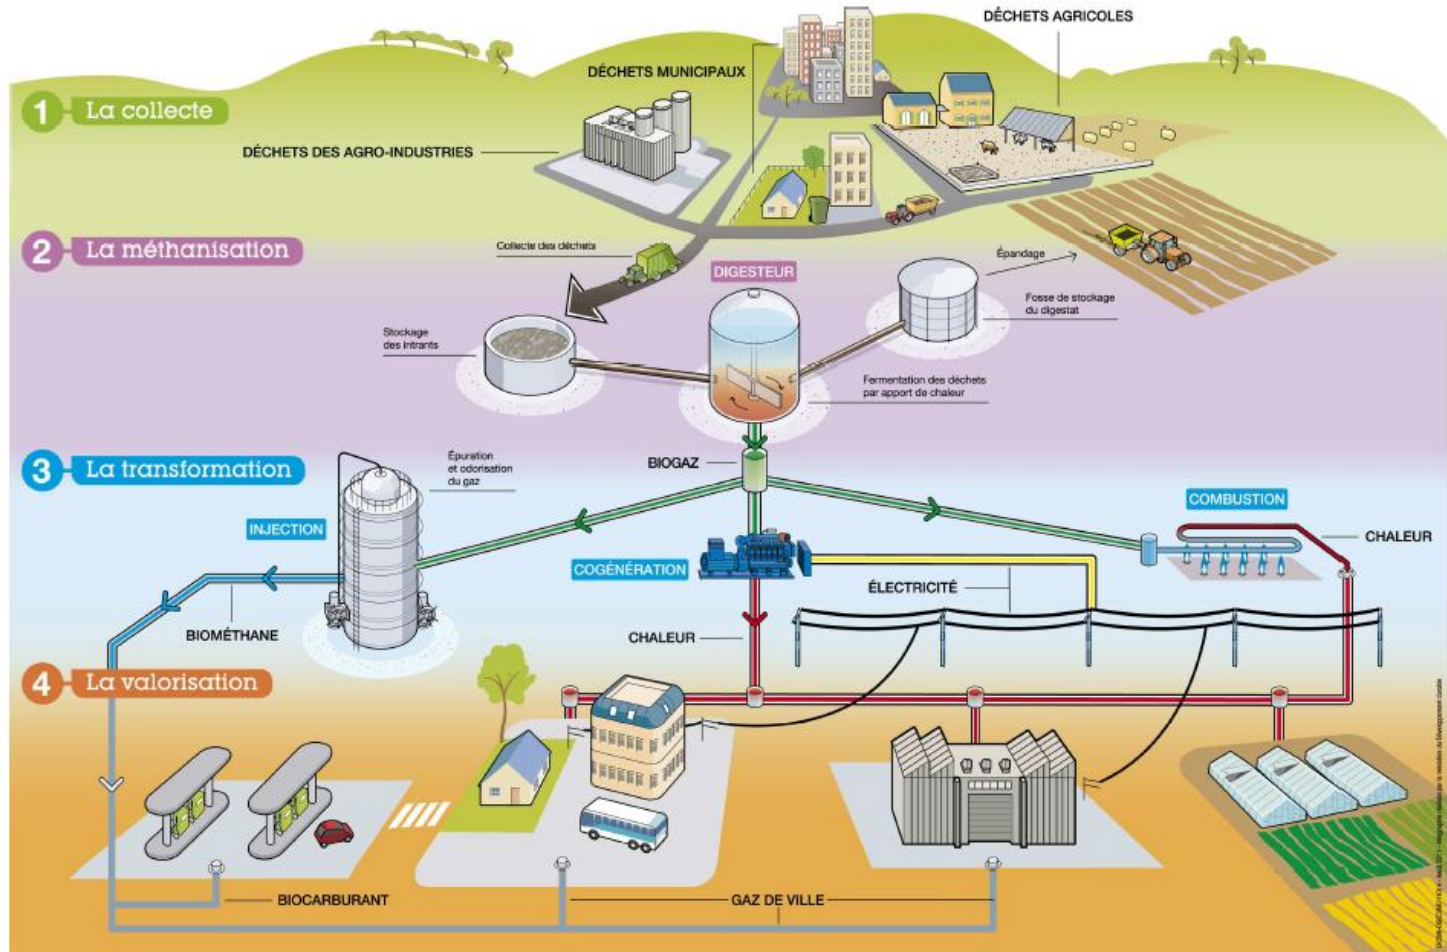 DÉCHETS AGRICOLES
DÉCHETS MUNICIPAUX
1 La collecte
DÉCHETS DES AGRO-INDUSTRIES
2 La méthanisation
Collecte des déchets
DIGESTEUR
Épandage
Fosse de stockage
du digestat
Stockage
des intrants
Fermentation des déchets
par apport de chaleur
3 La transformation
Épuration
et odorisation
du gaz
BIOGAZ
INJECTION
COMBUSTION
CHALEUR
COGÉNÉRATION
ÉLECTRICITÉ
BIOMÉTHANE
CHALEUR
4 La valorisation
BIOCARBURANT
GAZ DE VILLE